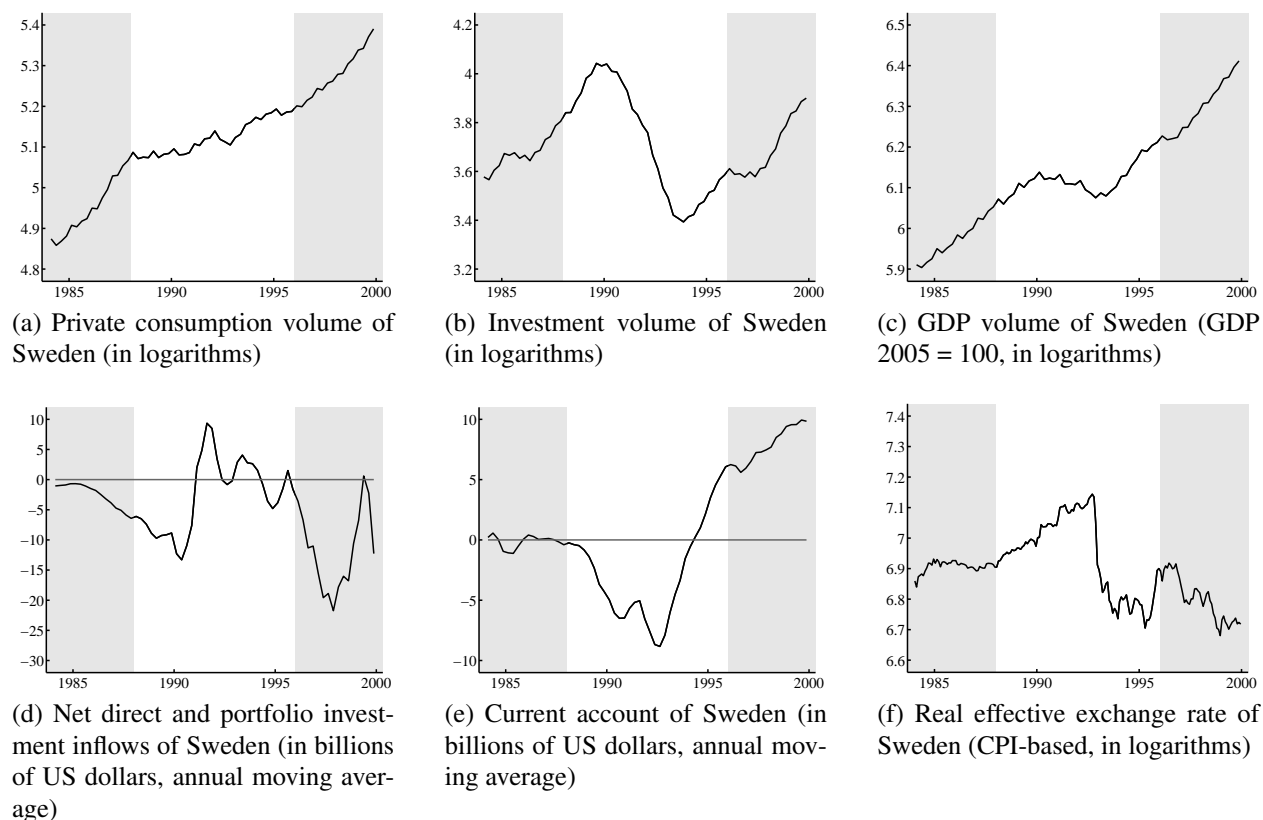 5.4
5.3
5.2
5.1
5
4.9
4.8
1985 1990 1995 2000
(a) Private consumption volume of
Sweden (in logarithms)
4.2
4
3.8
3.6
3.4
3.2
1985 1990 1995 2000
(b) Investment volume of Sweden
(in logarithms)
6.5
6.4
6.3
6.2
6.1
6
5.9
1985 1990 1995 2000
(c) GDP volume of Sweden (GDP
2005 = 100, in logarithms)
10
5
0
−5
−10
−15
−20
−25
−30
1985 1990 1995 2000
(d) Net direct and portfolio invest-
ment inflows of Sweden (in billions
of US dollars, annual moving aver-
age)
10
5
0
−5
−10
1985 1990 1995 2000
(e) Current account of Sweden (in
billions of US dollars, annual mov-
ing average)
7.4
7.3
7.2
7.1
7
6.9
6.8
6.7
6.6
1985 1990 1995 2000
(f) Real effective exchange rate of
Sweden (CPI-based, in logarithms)